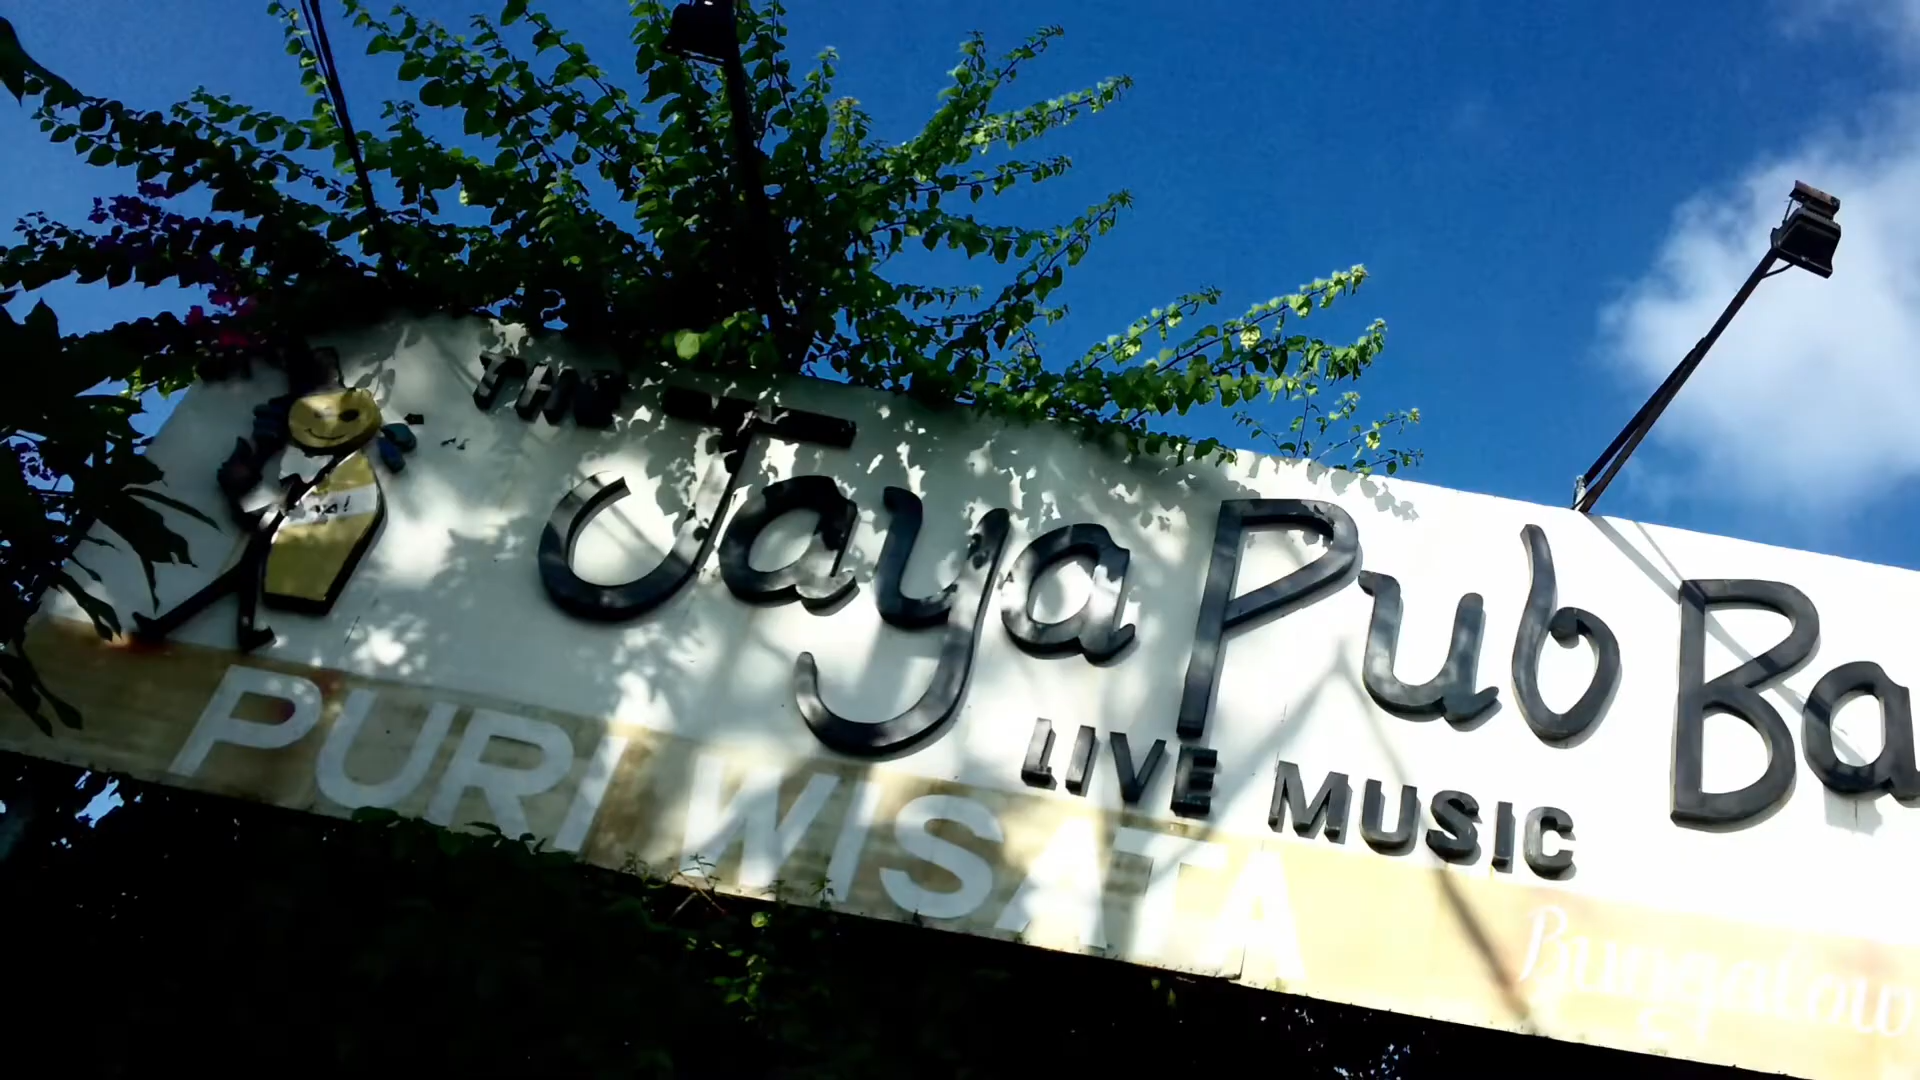 THE
Jaya Pub Ba
LIVE MUSIC
PURI WISATA
Bungalow